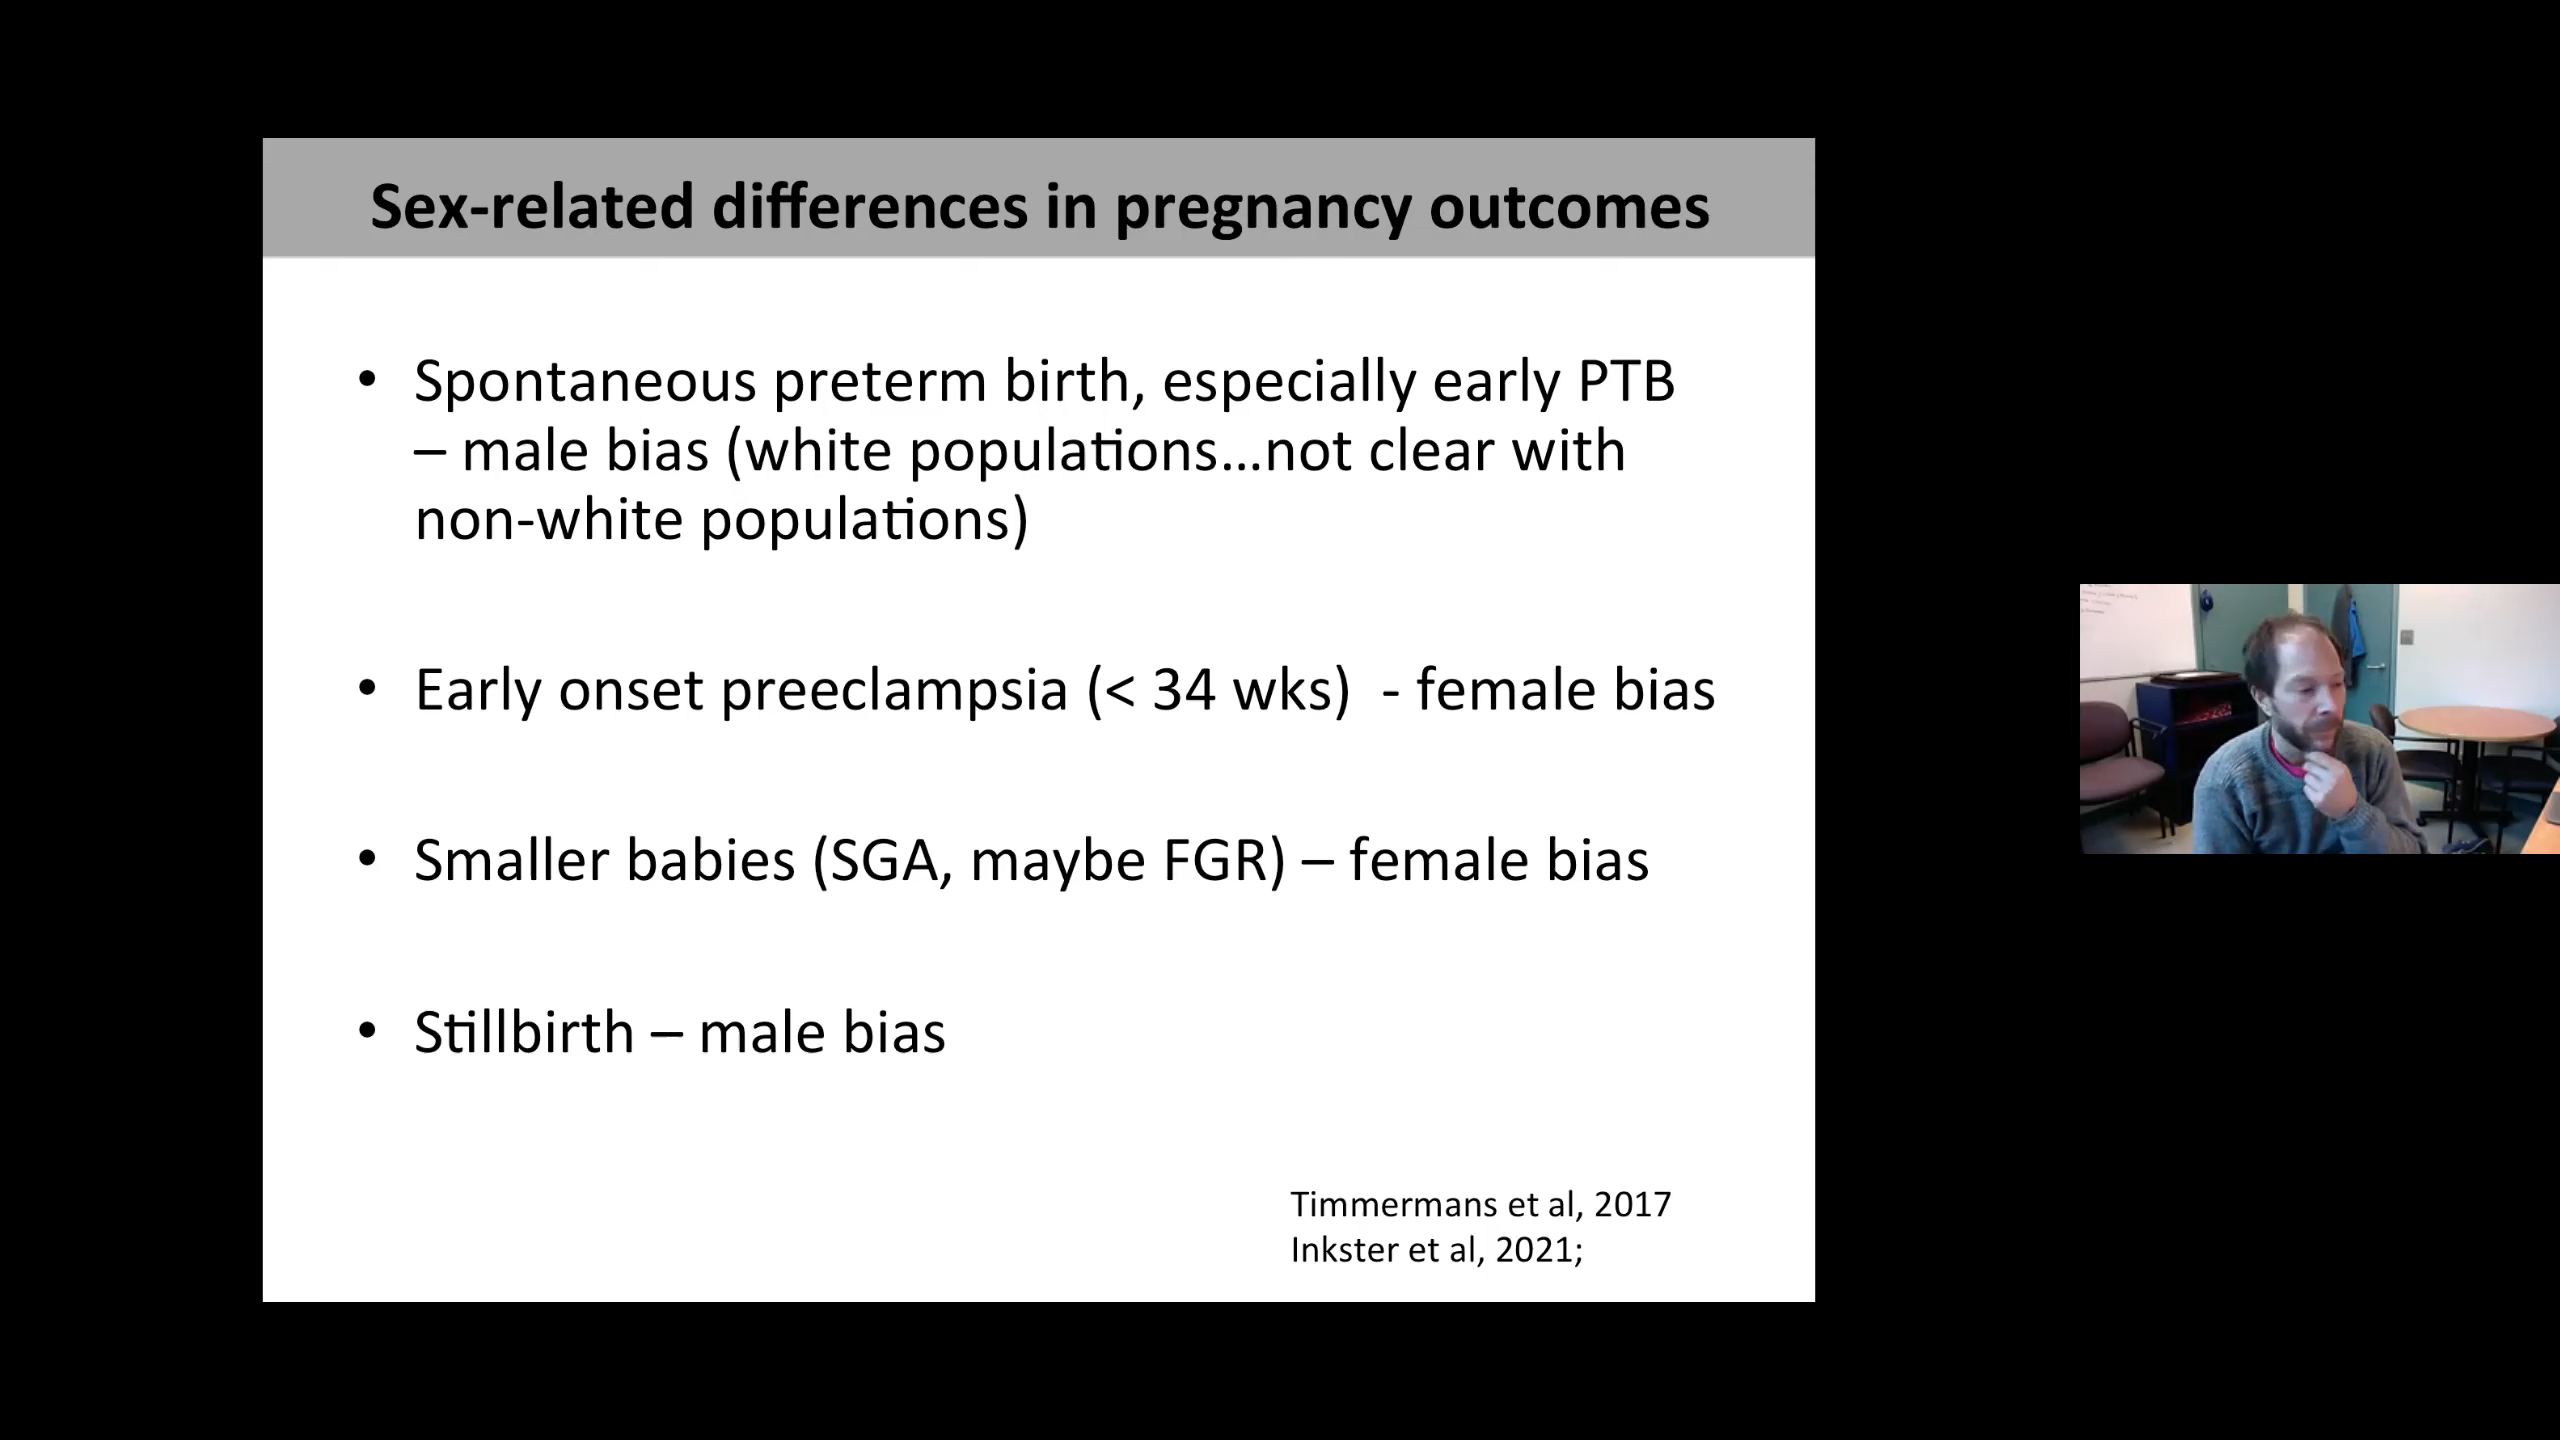 Sex-related differences in pregnancy outcomes
• Spontaneous preterm birth, especially early PTB
– male bias (white populations...not clear with
non-white populations)
• Early onset preeclampsia (< 34 wks)  - female bias
• Smaller babies (SGA, maybe FGR) – female bias
• Stillbirth – male bias
Timmermans et al, 2017
Inkster et al, 2021;